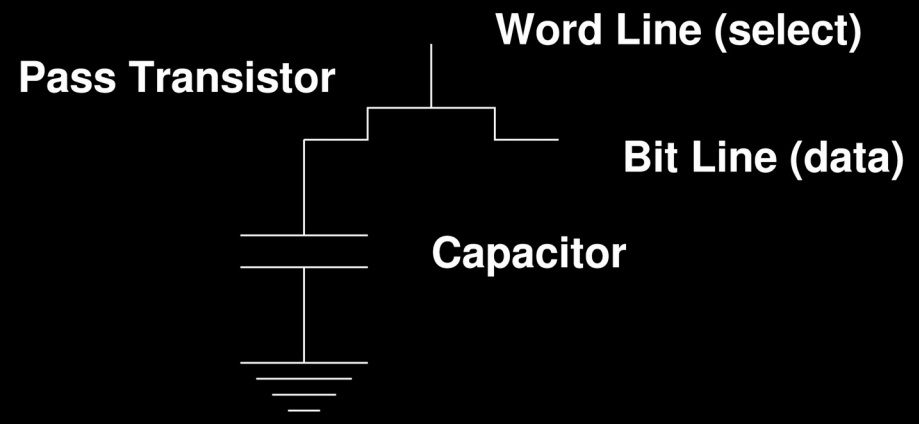 Word Line (select)
Pass Transistor
Bit Line (data)
Capacitor